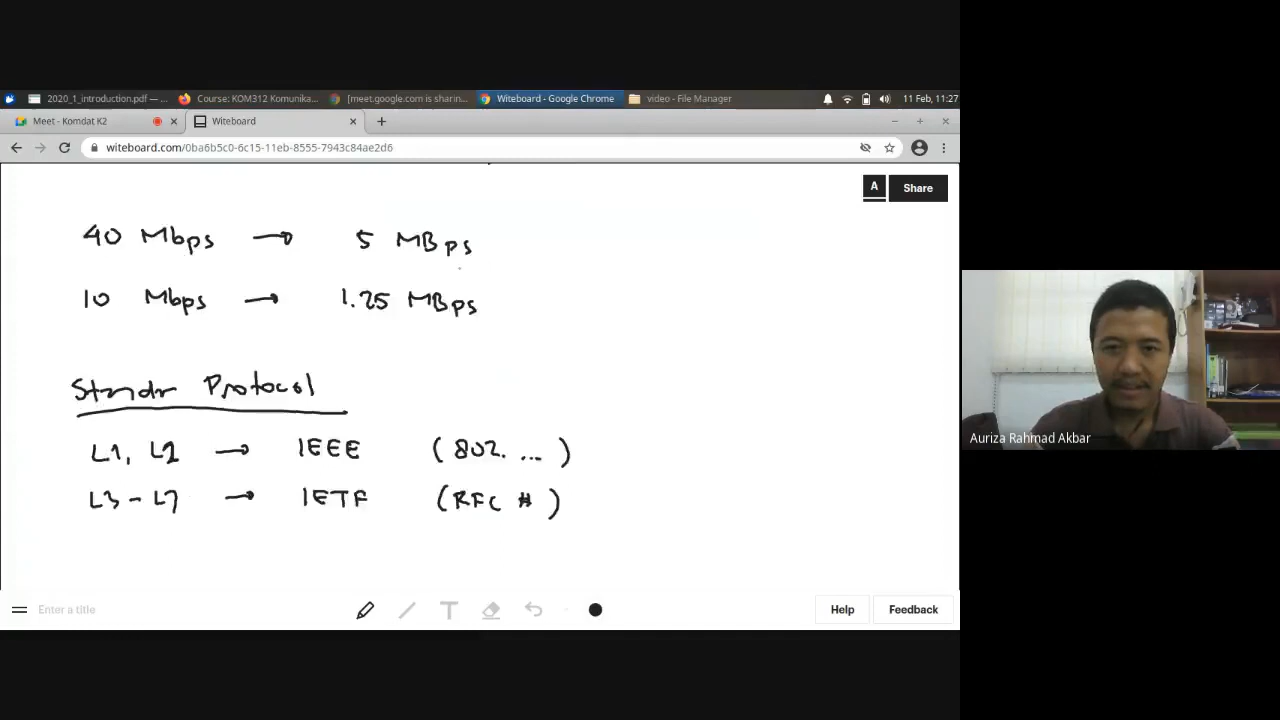 2020_1_introduction.pdf — ... Course: KOM312 Komunika... [meet.google.com is sharin... Witeboard - Google Chrome video - File Manager 11 Feb, 11:27
Meet - Komdat K2 Witeboard
witeboard.com/0ba6b5c0-6c15-11eb-8555-7943c84ae2d6
A Share
40 Mbps → 5 MBps
10 Mbps → 1.25 MBps
Protocol
L1, L2 → IEEE (802. ...)
L3 - L7 → IETF (RFC #)
Auriza Rahmad Akbar
Enter a title T Help Feedback